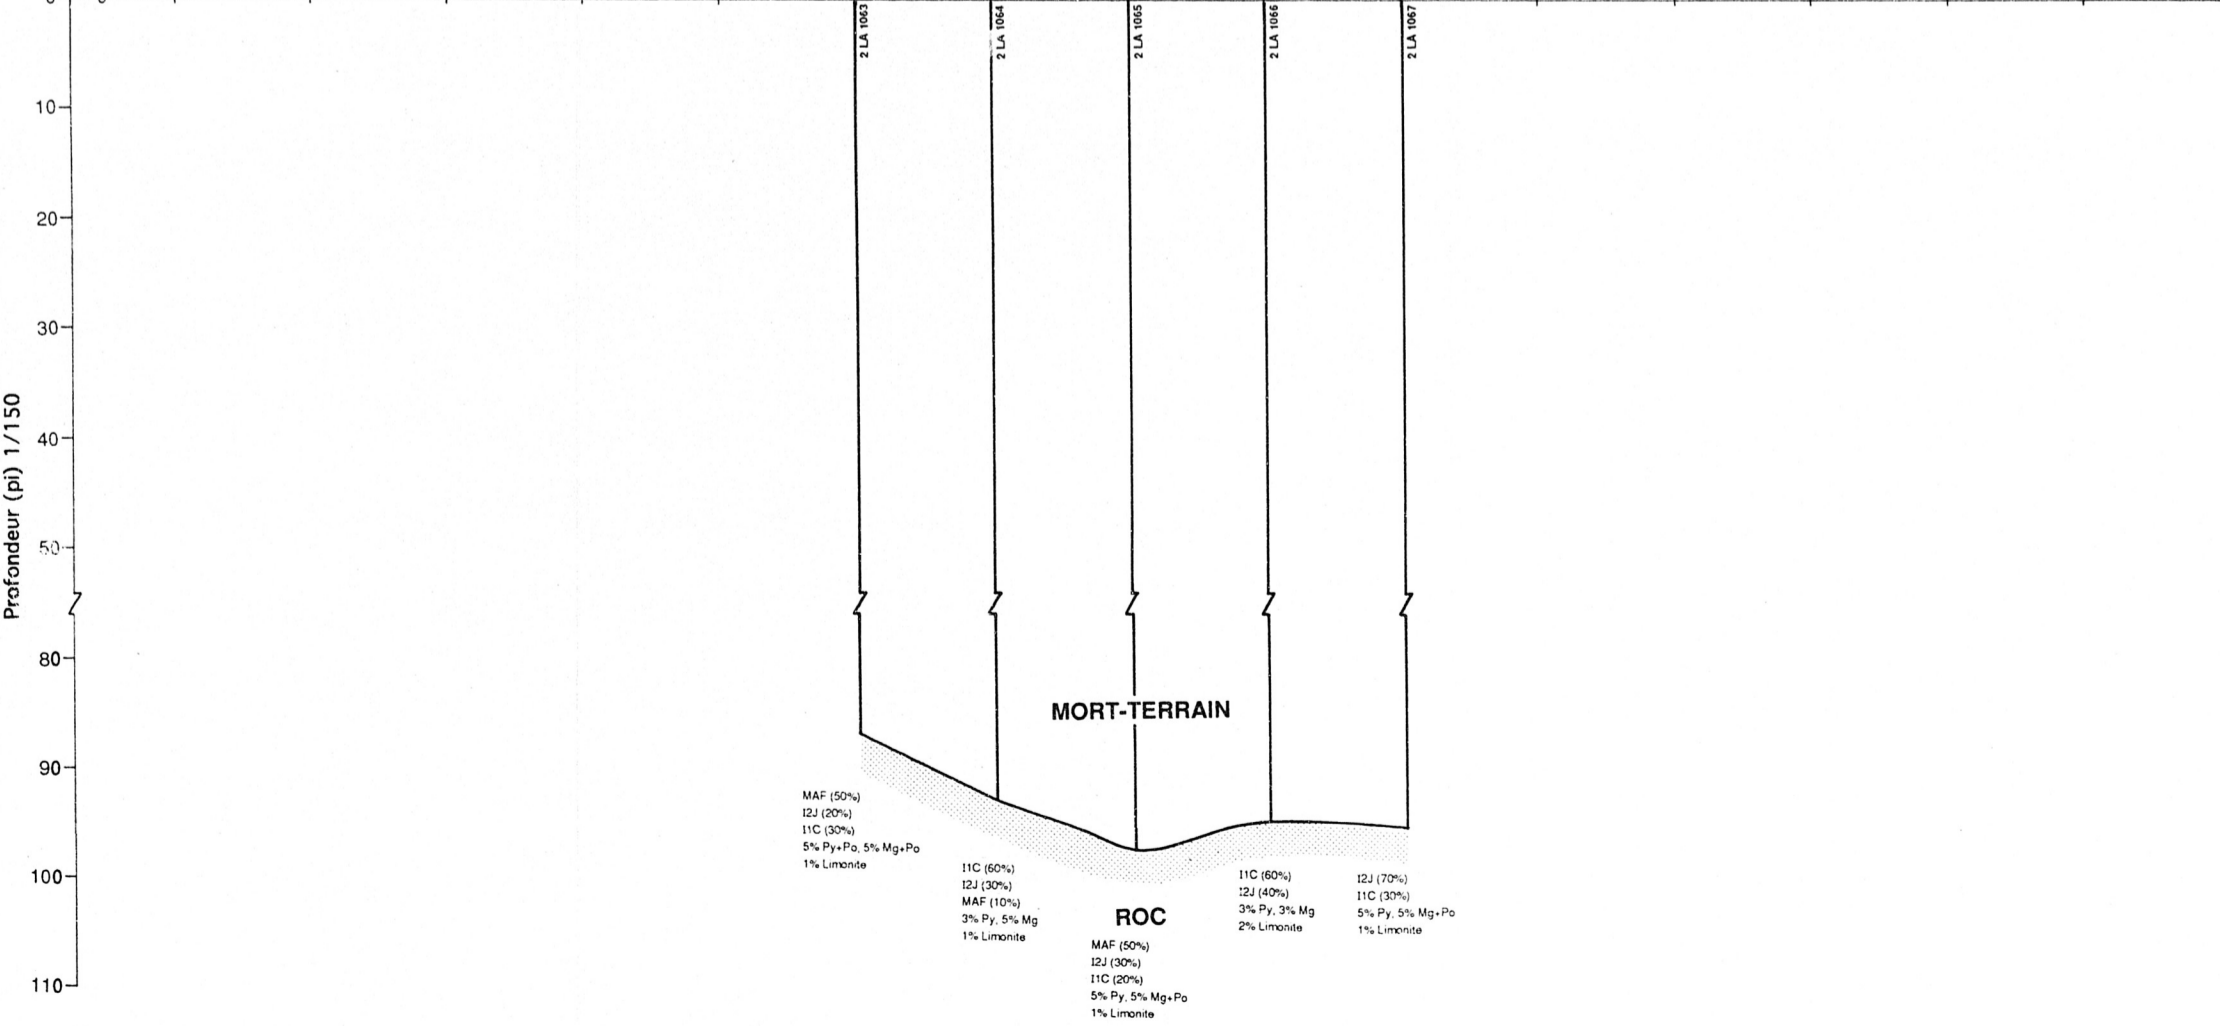 2 LA 1063
2 LA 1064
2 LA 1065
2 LA 1066
2 LA 1067
Profondeur (pi) 1/150
10
20
30
40
50
80
90
100
110
MORT-TERRAIN
MAF (50%)
I2J (20%)
I1C (30%)
5% Py+Po, 5% Mg+Po
1% Limonite
I1C (60%)
I2J (30%)
MAF (10%)
3% Py, 5% Mg
1% Limonite
ROC
MAF (50%)
I2J (30%)
I1C (20%)
5% Py, 5% Mg+Po
1% Limonite
I1C (60%)
I2J (40%)
3% Py, 3% Mg
2% Limonite
I2J (70%)
I1C (30%)
5% Py, 5% Mg+Po
1% Limonite